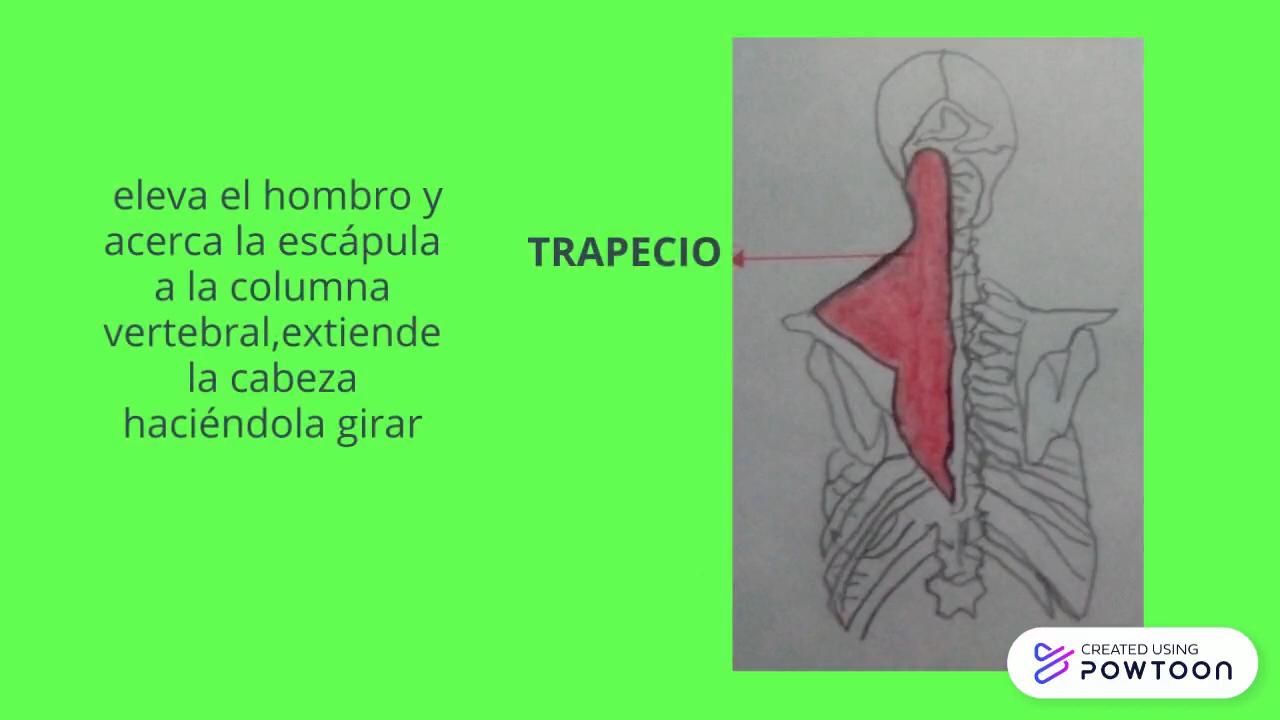 eleva el hombro y
acerca la escápula
a la columna
vertebral,extiende
la cabeza
haciéndola girar
TRAPECIO
CREATED USING
POWTOON